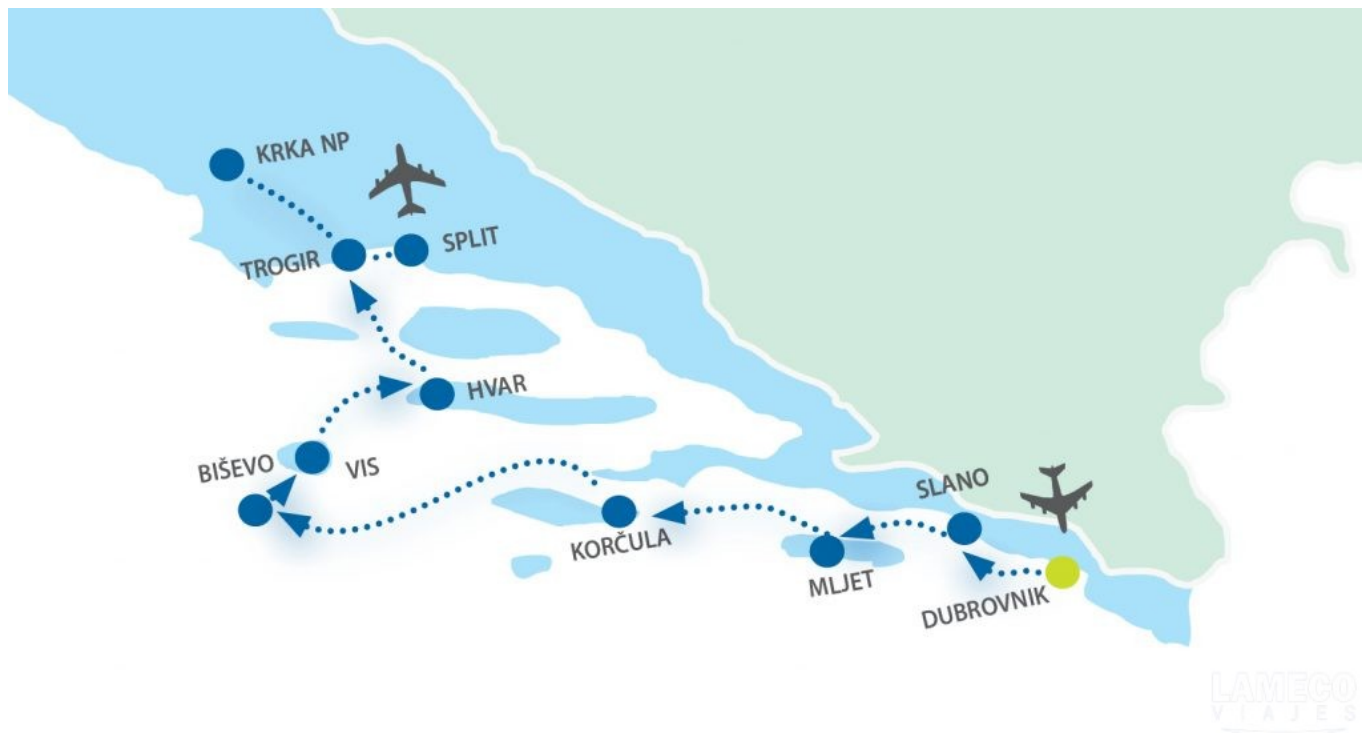 KRKA NP
SPLIT
TROGIR
HVAR
BIŠEVO
VIS
SLANO
KORČULA
MLJET
DUBROVNIK
LAMECO
VIAJES